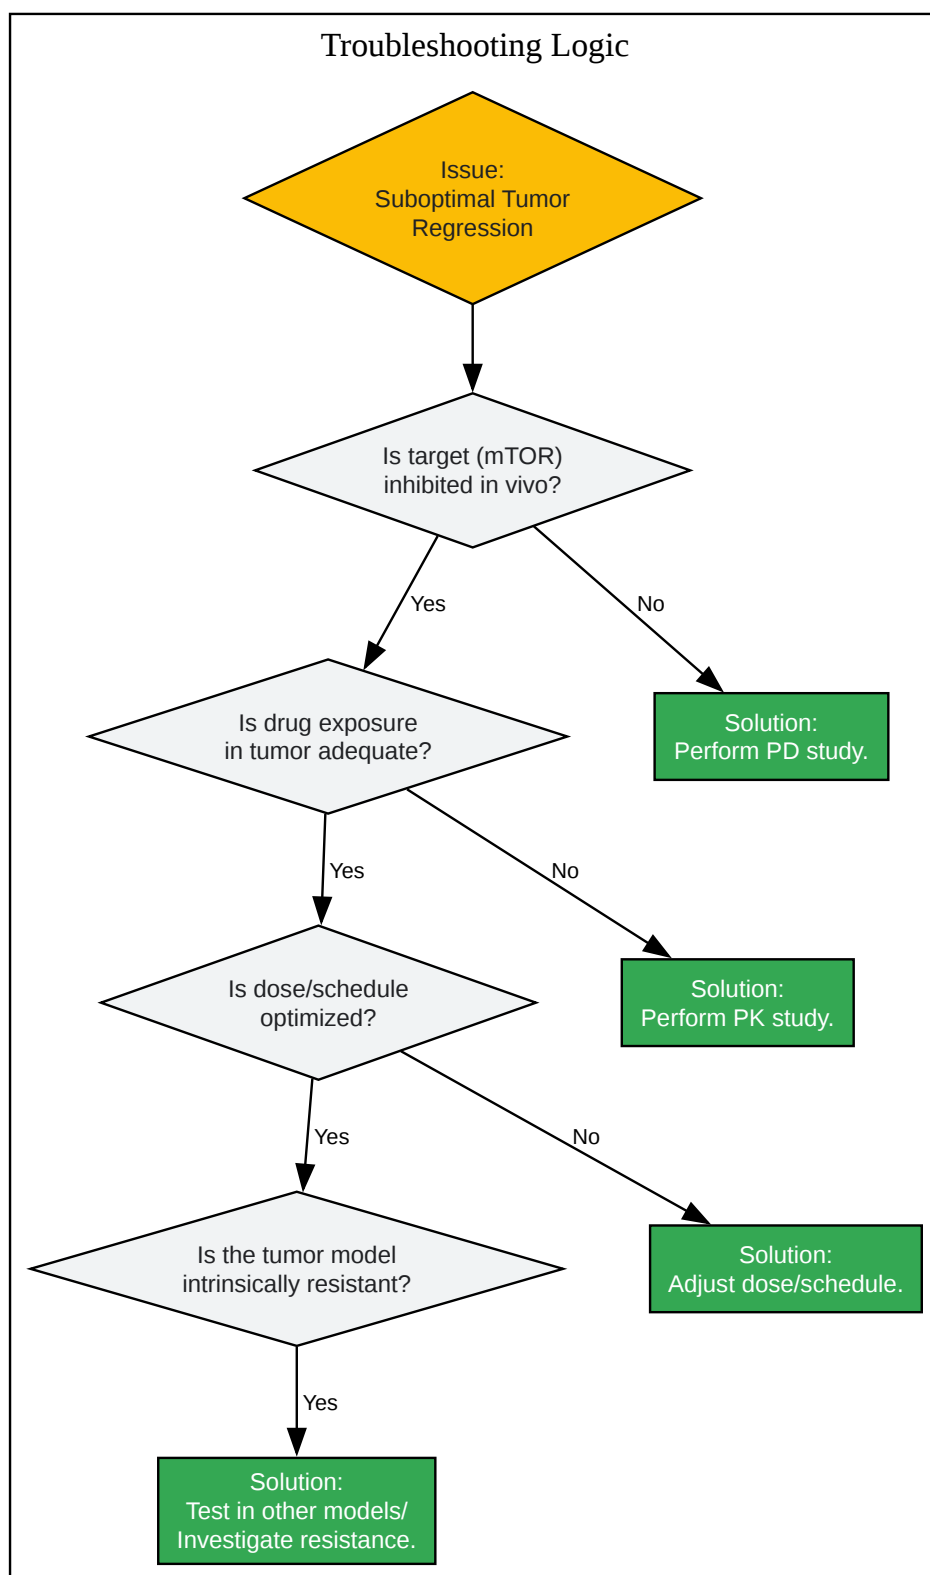 Troubleshooting Logic
Issue:
Suboptimal Tumor
Regression
Is target (mTOR)
inhibited in vivo?
Yes
No
Is drug exposure
in tumor adequate?
Solution:
Perform PD study.
Yes
No
Is dose/schedule
optimized?
Solution:
Perform PK study.
Yes
No
Is the tumor model
intrinsically resistant?
Solution:
Adjust dose/schedule.
Yes
Solution:
Test in other models/
Investigate resistance.